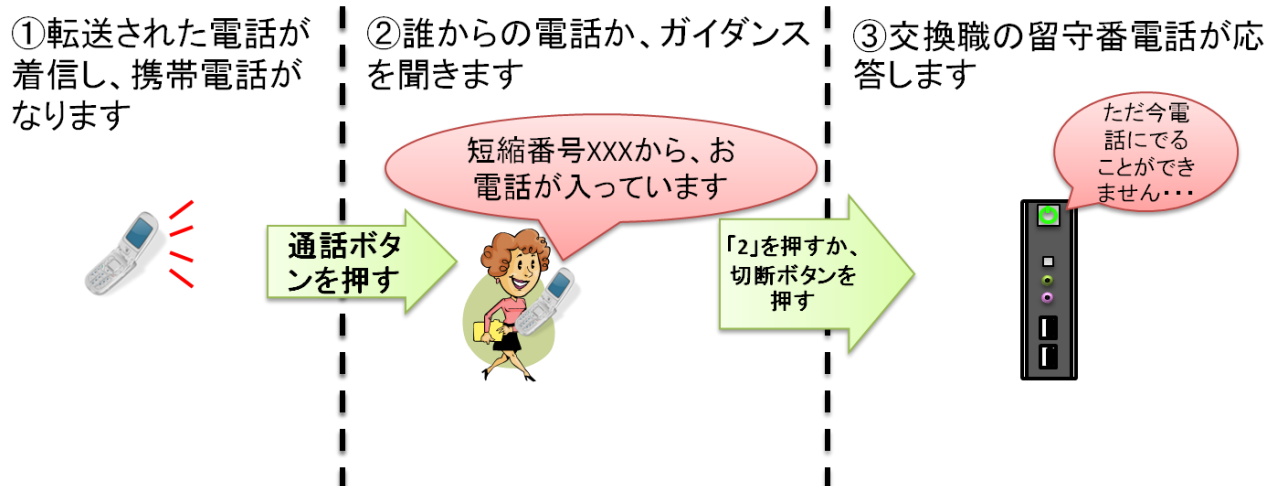 ①転送された電話が
着信し、携帯電話が
なります
②誰からの電話か、ガイダンス
を聞きます
③交換職の留守番電話が応
答します
短縮番号XXXから、お
電話が入っています
ただ今電
話にでる
ことができ
ません・・・
通話ボタ
ンを押す
「2」を押すか、
切断ボタンを
押す